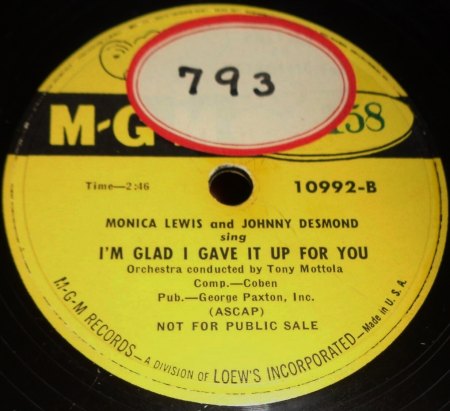 793
M-G
158
Time—2:46
10992-B
MONICA LEWIS and JOHNNY DESMOND
sing
I'M GLAD I GAVE IT UP FOR YOU
Orchestra conducted by Tony Mottola
Comp.—Coben
Pub.—George Paxton, Inc.
(ASCAP)
NOT FOR PUBLIC SALE
M-G-M RECORDS—A DIVISION OF LOEW'S INCORPORATED—Made in U. S. A.